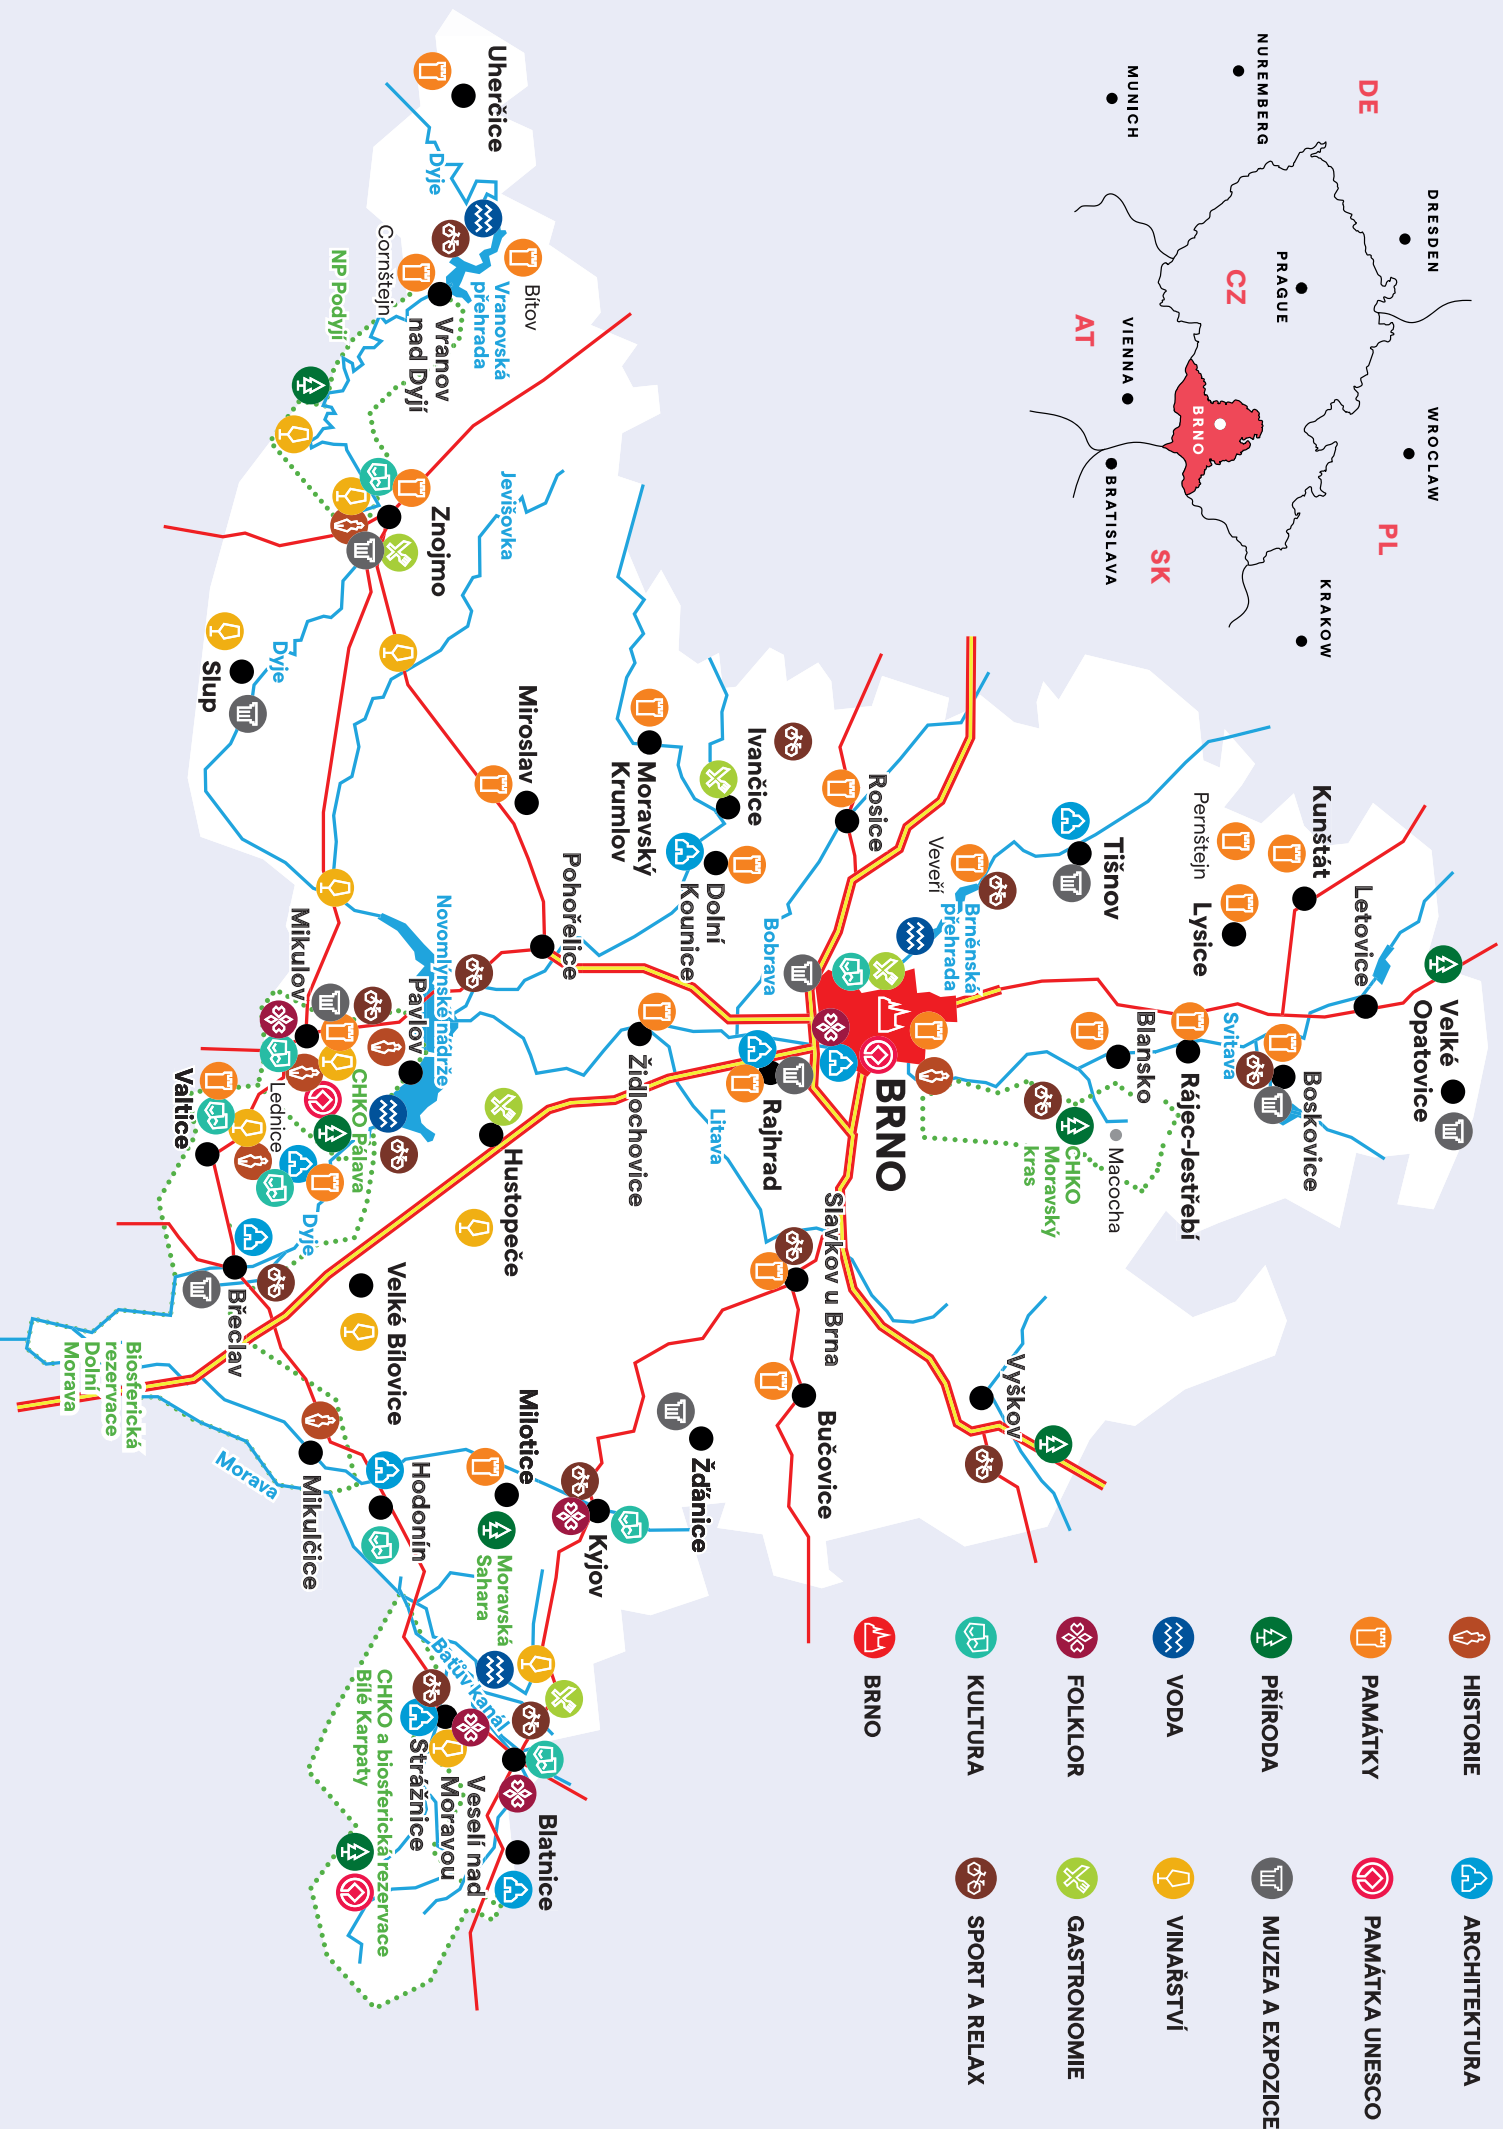 DE
NUREMBERG
MUNICH
DRESDEN
PRAGUE
CZ
AT
VIENNA
BRNO
WROCLAW
PL
SK
BRATISLAVA
KRAKOW
Uherčice
Dyje
Bítov
Vranovská
přehrada
Cornštejn
NP Podyjí
Vranov
nad Dyjí
Znojmo
Jevišovka
Dyje
Slup
Miroslav
Moravský
Krumlov
Ivančice
Dolní
Kounice
Rosice
Tišnov
Veveří
Brněnská
přehrada
Bobrava
Pernštejn
Kunštát
Lysice
Letovice
Velké
Opatovice
Boskovice
Svitava
Rájec-Jestřebí
Blansko
Macocha
CHKO
Moravský
kras
BRNO
Rajhrad
Litava
Židlochovice
Pohořelice
Novomlýnské nádrže
Pavlov
Mikulov
CHKO Pálava
Lednice
Valtice
Dyje
Hustopeče
Velké Bílovice
Břeclav
Biosferická
rezervace
Dolní
Morava
Morava
Mikulčice
Hodonín
Milotice
Moravská
Sahara
Kyjov
Ždánice
Bučovice
Slavkov u Brna
Vyškov
Baťův kanál
Strážnice
Veselí nad
Moravou
Blatnice
CHKO a biosferická rezervace
Bílé Karpaty
HISTORIE
PAMÁTKY
PŘÍRODA
VODA
FOLKLOR
KULTURA
BRNO
ARCHITEKTURA
PAMÁTKA UNESCO
MUZEA A EXPOZICE
VINAŘSTVÍ
GASTRONOMIE
SPORT A RELAX